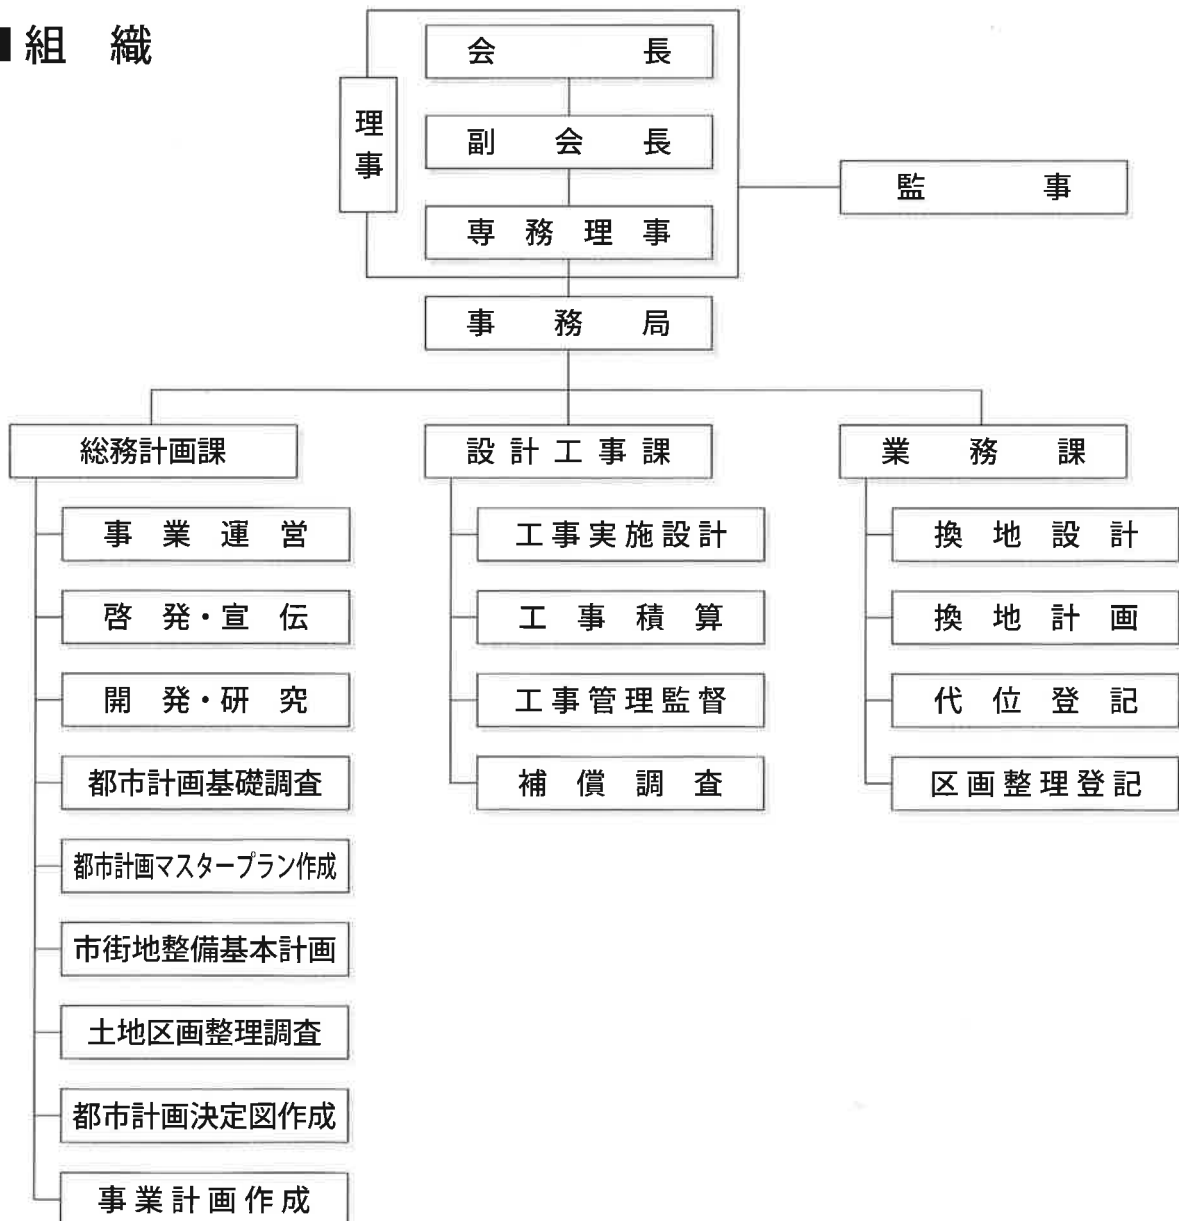 ■組 織
会長
理事
副会長
監事
専務理事
事務局
総務計画課
事業運営
啓発・宣伝
開発・研究
都市計画基礎調査
都市計画マスタープラン作成
市街地整備基本計画
土地区画整理調査
都市計画決定図作成
事業計画作成
設計工事課
工事実施設計
工事積算
工事管理監督
補償調査
業務課
換地設計
換地計画
代位登記
区画整理登記